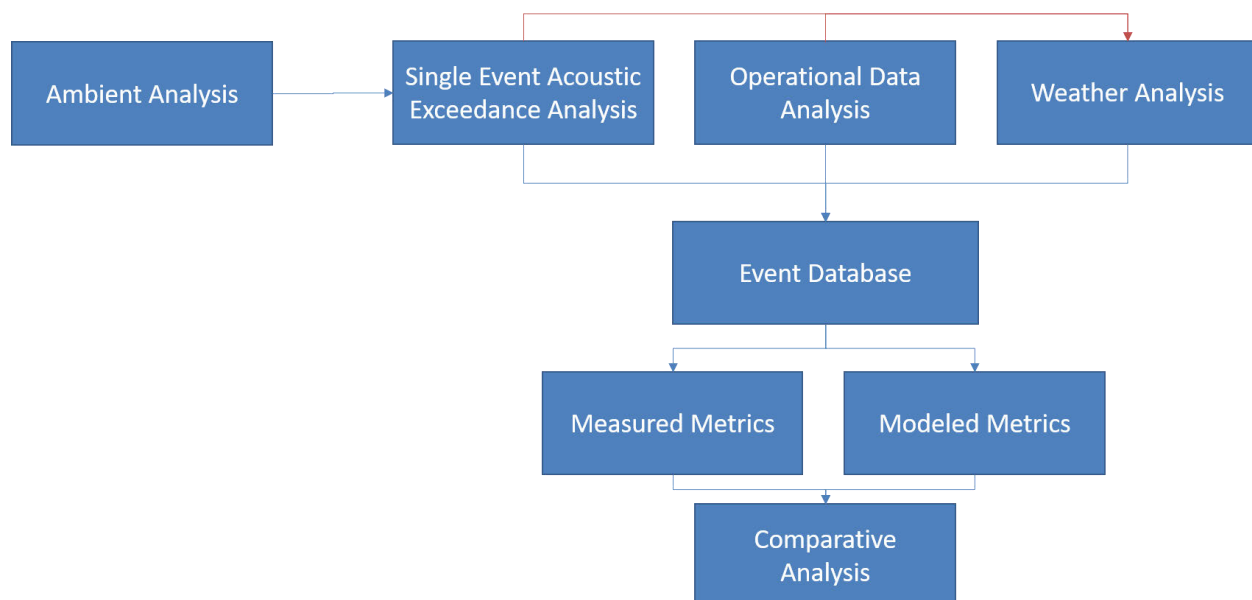 Ambient Analysis
Single Event Acoustic
Exceedance Analysis
Operational Data
Analysis
Weather Analysis
Event Database
Measured Metrics
Modeled Metrics
Comparative
Analysis